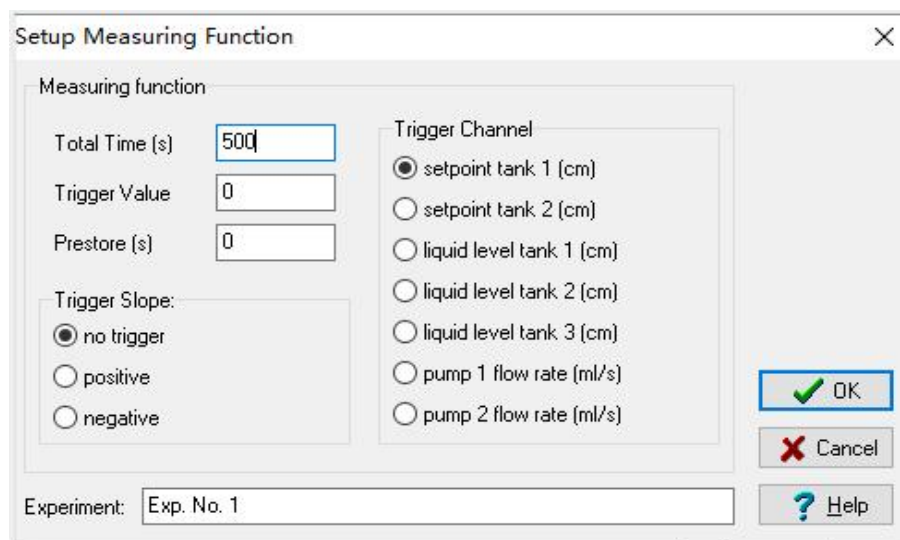 Setup Measuring Function
Measuring function
Total Time (s) 500
Trigger Value 0
Prestore (s) 0
Trigger Slope:
no trigger
positive
negative
Trigger Channel
setpoint tank 1 (cm)
setpoint tank 2 (cm)
liquid level tank 1 (cm)
liquid level tank 2 (cm)
liquid level tank 3 (cm)
pump 1 flow rate (ml/s)
pump 2 flow rate (ml/s)
OK
Cancel
Help
Experiment: Exp. No. 1